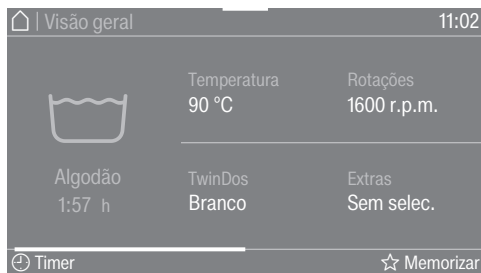 | Visão geral 11:02
Temperatura Rotações
90 °C 1600 r.p.m.
Algodão TwinDos Extras
1:57 h Branco Sem selec.
Timer Memorizar